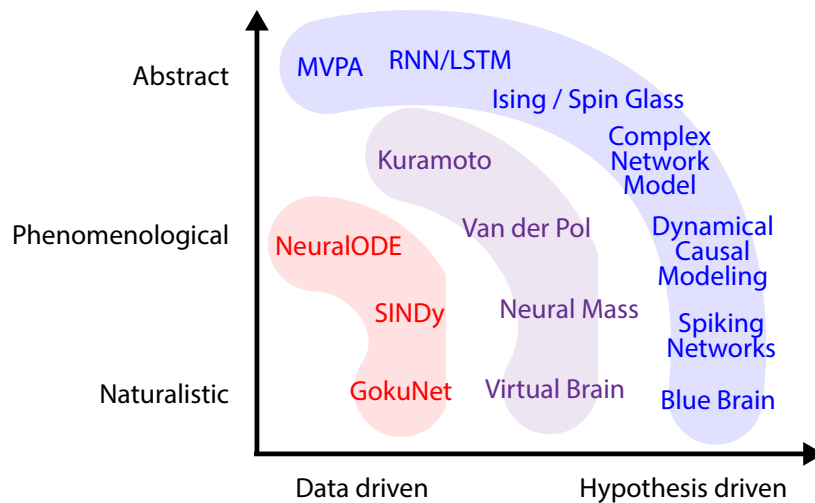 Abstract
Phenomenological
Naturalistic
MVPA
RNN/LSTM
Ising / Spin Glass
Complex
Network
Model
Kuramoto
Van der Pol
Dynamical
Causal
Modeling
NeuralODE
SINDy
Neural Mass
Spiking
Networks
GokuNet
Virtual Brain
Blue Brain
Data driven
Hypothesis driven